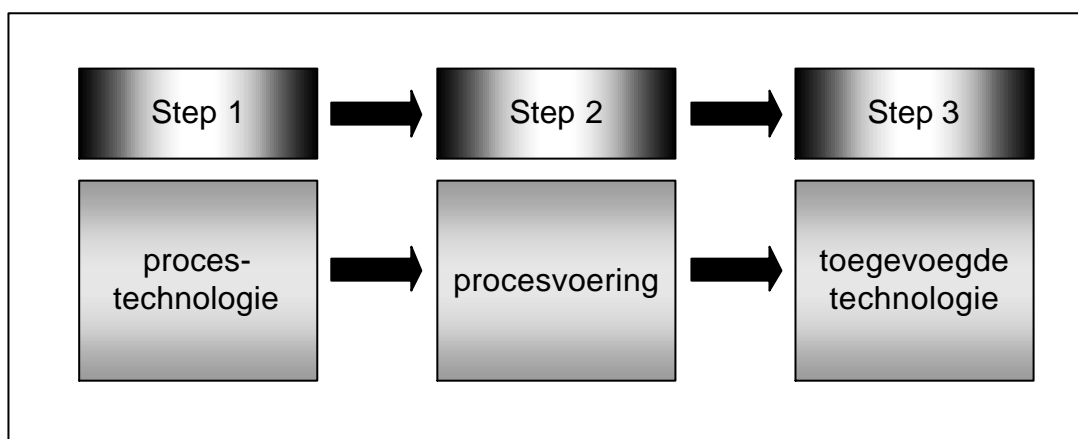 Step 1
Step 2
Step 3
proces-
technologie
procesvoering
toegevoegde
technologie